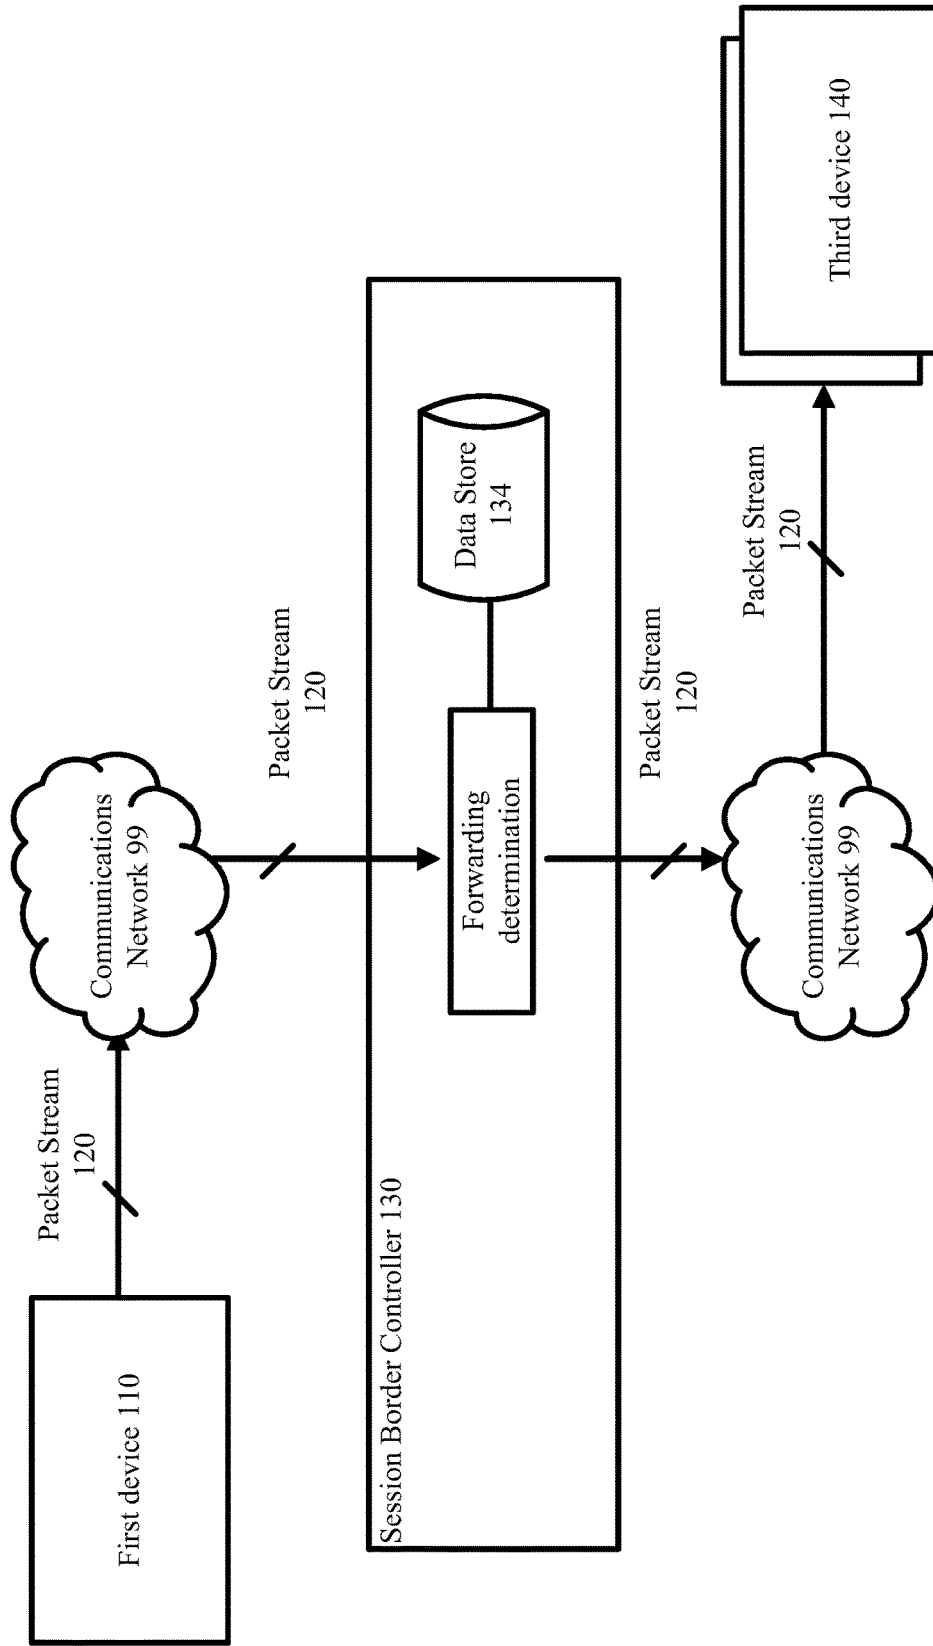 First device 110
Packet Stream
120
Communications
Network 99
Packet Stream
120
Session Border Controller 130
Forwarding
determination
Data Store
134
Packet Stream
120
Communications
Network 99
Packet Stream
120
Third device 140